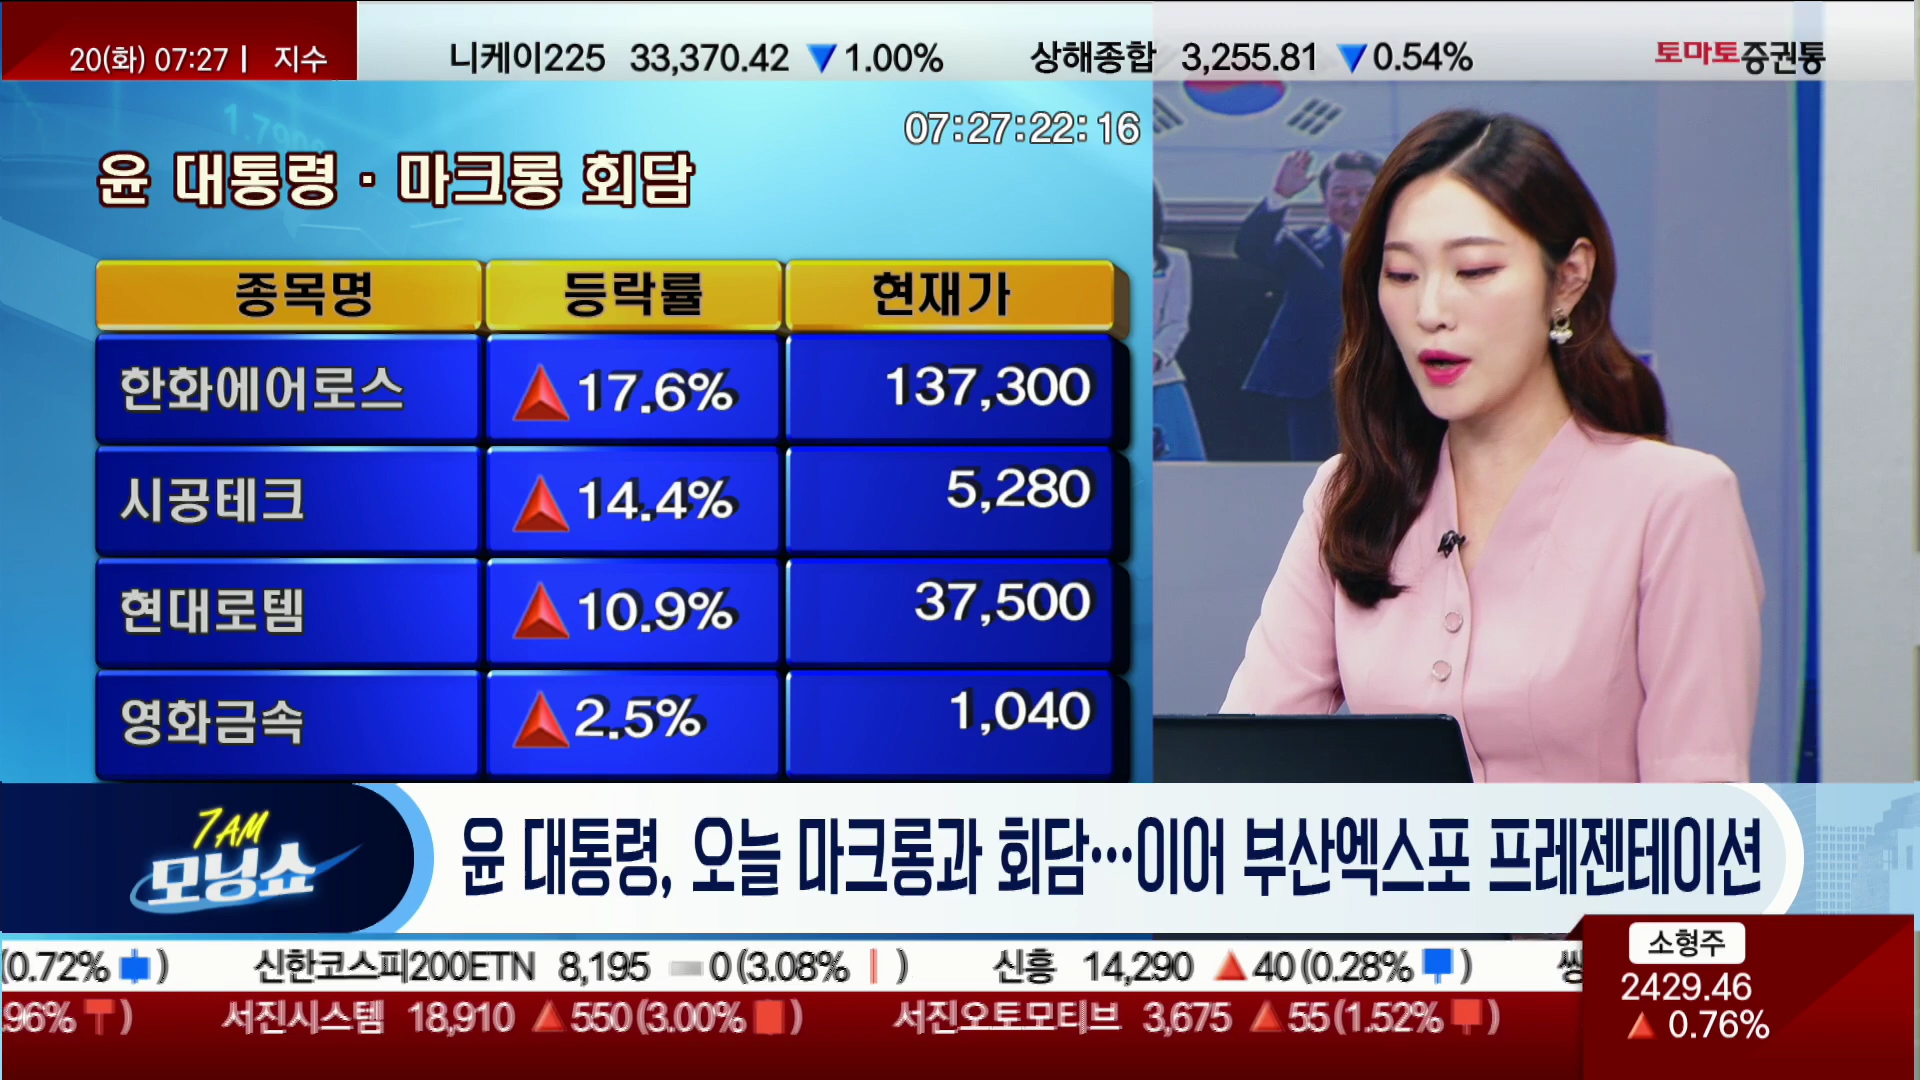 20(화) 07:27 | 지수
니케이225 33,370.42 ▼1.00% 상해종합 3,255.81 ▼0.54%
토마토증권통
07:27:22:16
윤 대통령·마크롱 회담
종목명 등락률 현재가
한화에어로스 ▲17.6% 137,300
시공테크 ▲14.4% 5,280
현대로템 ▲10.9% 37,500
영화금속 ▲2.5% 1,040
7AM
모닝쇼
윤 대통령, 오늘 마크롱과 회담…이어 부산엑스포 프레젠테이션
(0.72% ) 신한코스피200ETN 8,195 0(3.08% ) 신흥 14,290 ▲40(0.28% ) 쌍
.96% ) 서진시스템 18,910 ▲550(3.00% ) 서진오토모티브 3,675 ▲55(1.52% )
소형주
2429.46
▲ 0.76%